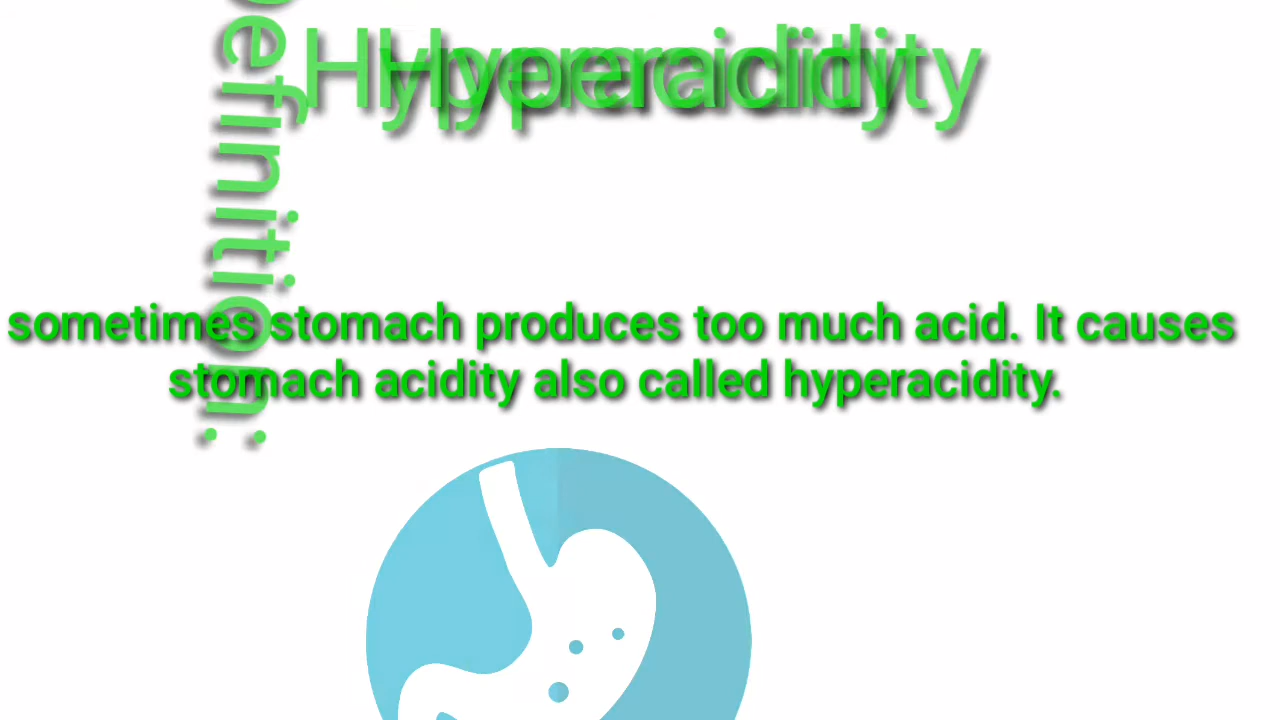 Hyperacidity
Definition:
sometimes stomach produces too much acid. It causes
stomach acidity also called hyperacidity.